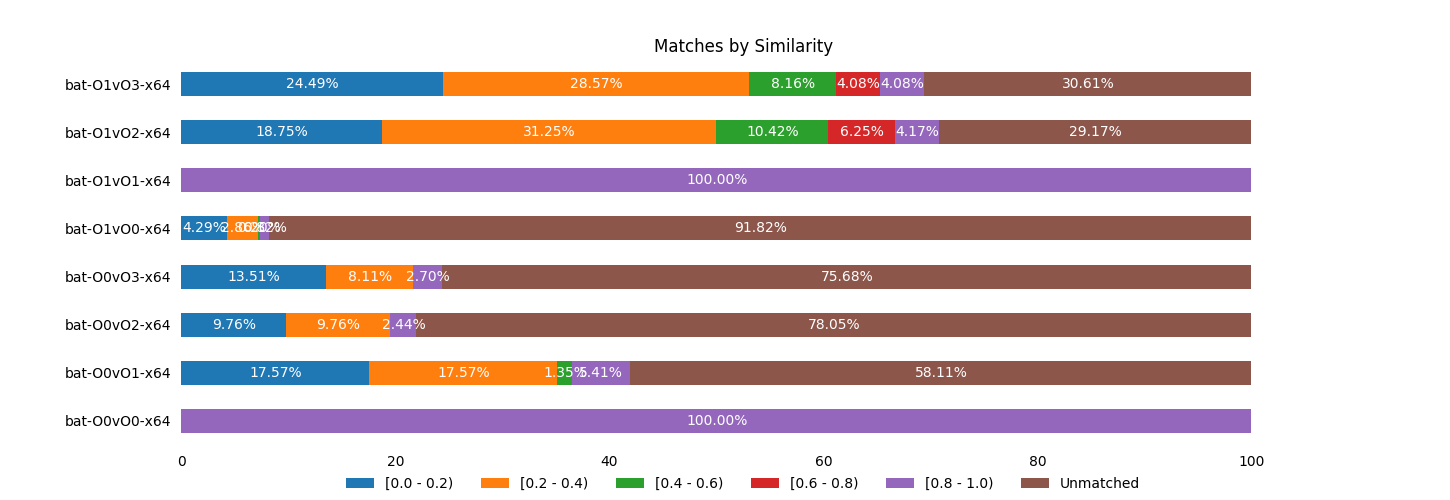 Matches by Similarity
bat-O1vO3-x64 24.49% 28.57% 8.16% 4.08% 4.08% 30.61%
bat-O1vO2-x64 18.75% 31.25% 10.42% 6.25% 4.17% 29.17%
bat-O1vO1-x64 100.00%
bat-O1vO0-x64 4.29% 2.86% 91.82%
bat-O0vO3-x64 13.51% 8.11% 2.70% 75.68%
bat-O0vO2-x64 9.76% 9.76% 2.44% 78.05%
bat-O0vO1-x64 17.57% 17.57% 1.35% 5.41% 58.11%
bat-O0vO0-x64 100.00%
0 20 40 60 80 100
[0.0 - 0.2) [0.2 - 0.4) [0.4 - 0.6) [0.6 - 0.8) [0.8 - 1.0) Unmatched